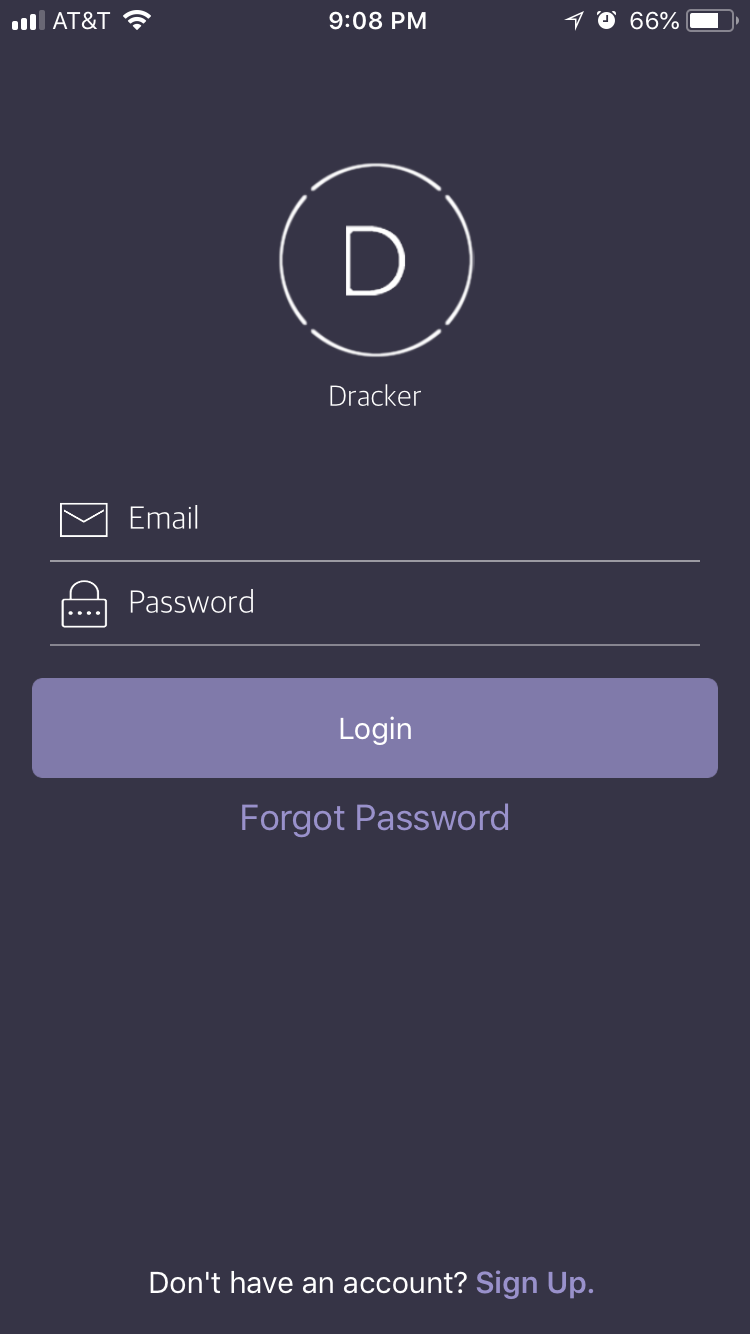 AT&T 9:08 PM 66%
D
Dracker
Email
Password
Login
Forgot Password
Don't have an account? Sign Up.